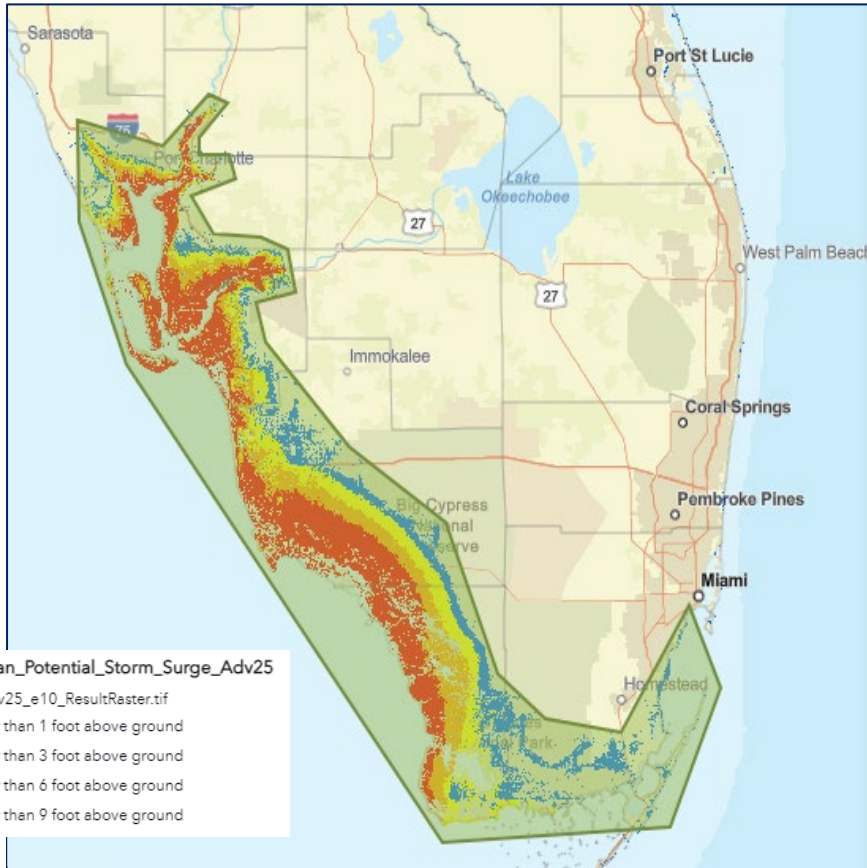 Sarasota
Port St Lucie
75
Port Charlotte
Lake
Okeechobee
27
West Palm Beach
27
Immokalee
Coral Springs
Big Cypress
National
Preserve
Pembroke Pines
Miami
an_Potential_Storm_Surge_Adv25
v25_e10_ResultRaster.tif
than 1 foot above ground
than 3 foot above ground
than 6 foot above ground
than 9 foot above ground
Homestead
Park